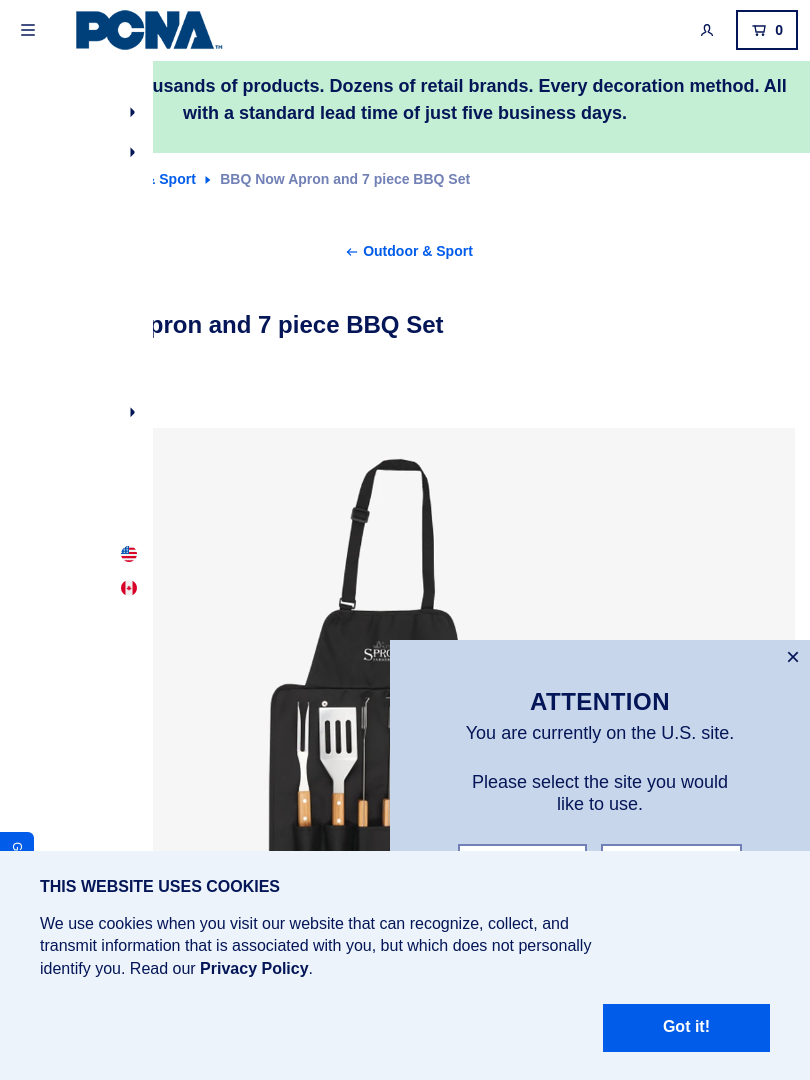 PCNA™
0
usands of products. Dozens of retail brands. Every decoration method. All
with a standard lead time of just five business days.
& Sport
BBQ Now Apron and 7 piece BBQ Set
Outdoor & Sport
pron and 7 piece BBQ Set
ATTENTION
You are currently on the U.S. site.
Please select the site you would
like to use.
G
THIS WEBSITE USES COOKIES
We use cookies when you visit our website that can recognize, collect, and
transmit information that is associated with you, but which does not personally
identify you. Read our Privacy Policy.
Got it!